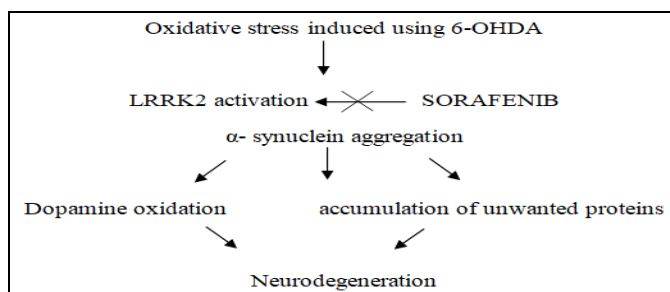 Oxidative stress induced using 6-OHDA
LRRK2 activation SORAFENIB
α- synuclein aggregation
Dopamine oxidation accumulation of unwanted proteins
Neurodegeneration